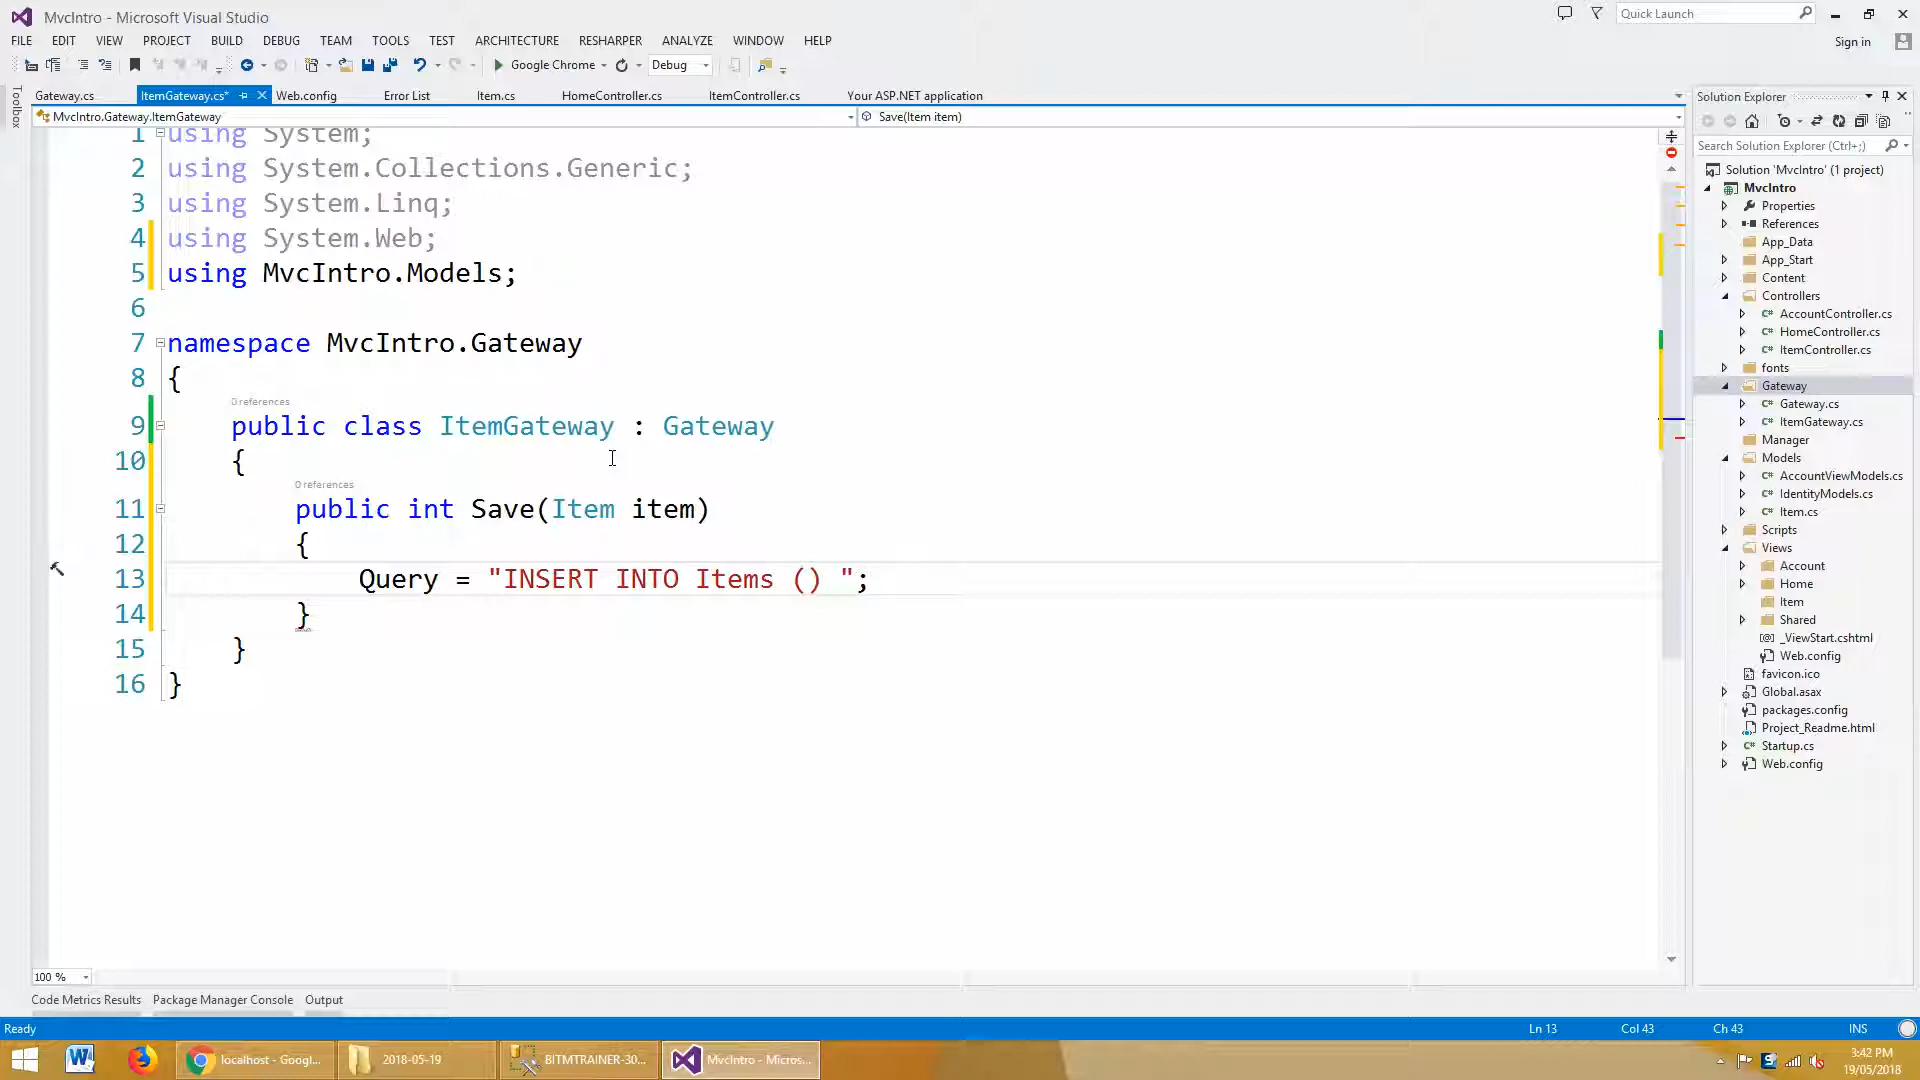 MvcIntro - Microsoft Visual Studio
Quick Launch
FILE EDIT VIEW PROJECT BUILD DEBUG TEAM TOOLS TEST ARCHITECTURE RESHARPER ANALYZE WINDOW HELP
Sign in
Google Chrome Debug
Toolbox
Gateway.cs ItemGateway.cs* Web.config Error List Item.cs HomeController.cs ItemController.cs Your ASP.NET application
MvcIntro.Gateway.ItemGateway Save(Item item)
1 using System;
2 using System.Collections.Generic;
3 using System.Linq;
4 using System.Web;
5 using MvcIntro.Models;
6
7 namespace MvcIntro.Gateway
8 {
0 references
9 public class ItemGateway : Gateway
10 {
0 references
11 public int Save(Item item)
12 {
13 Query = "INSERT INTO Items () ";
14 }
15 }
16 }
100 %
Code Metrics Results Package Manager Console Output
Solution Explorer
Search Solution Explorer (Ctrl+;)
Solution 'MvcIntro' (1 project)
MvcIntro
Properties
References
App_Data
App_Start
Content
Controllers
AccountController.cs
HomeController.cs
ItemController.cs
fonts
Gateway
Gateway.cs
ItemGateway.cs
Manager
Models
AccountViewModels.cs
IdentityModels.cs
Item.cs
Scripts
Views
Account
Home
Item
Shared
_ViewStart.cshtml
Web.config
favicon.ico
Global.asax
packages.config
Project_Readme.html
Startup.cs
Web.config
Ready Ln 13 Col 43 Ch 43 INS
localhost - Googl... 2018-05-19 BITMTRAINER-30... MvcIntro - Micros...
3:42 PM
19/05/2018